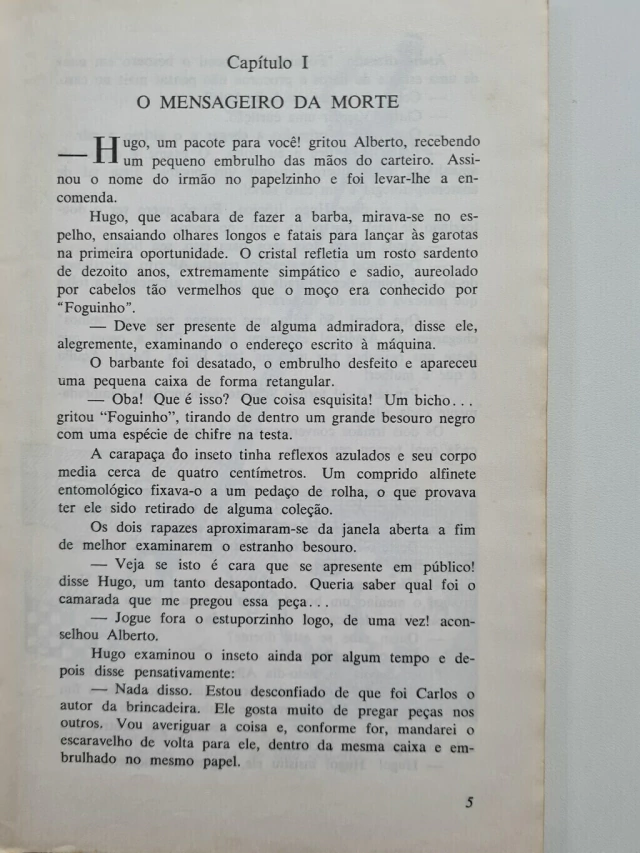 Capítulo I
O MENSAGEIRO DA MORTE
— Hugo, um pacote para você! gritou Alberto, recebendo
um pequeno embrulho das mãos do carteiro. Assi-
nou o nome do irmão no papelzinho e foi levar-lhe a en-
comenda.
Hugo, que acabara de fazer a barba, mirava-se no es-
pelho, ensaiando olhares longos e fatais para lançar às garotas
na primeira oportunidade. O cristal refletia um rosto sardento
de dezoito anos, extremamente simpático e sadio, aureolado
por cabelos tão vermelhos que o moço era conhecido por
“Foguinho”.
— Deve ser presente de alguma admiradora, disse ele,
alegremente, examinando o endereço escrito à máquina.
O barbante foi desatado, o embrulho desfeito e apareceu
uma pequena caixa de forma retangular.
— Oba! Que é isso? Que coisa esquisita! Um bicho...
gritou “Foguinho”, tirando de dentro um grande besouro negro
com uma espécie de chifre na testa.
A carapaça do inseto tinha reflexos azulados e seu corpo
media cerca de quatro centímetros. Um comprido alfinete
entomológico fixava-o a um pedaço de rolha, o que provava
ter ele sido retirado de alguma coleção.
Os dois rapazes aproximaram-se da janela aberta a fim
de melhor examinarem o estranho besouro.
— Veja se isto é cara que se apresente em público!
disse Hugo, um tanto desapontado. Queria saber qual foi o
camarada que me pregou essa peça...
— Jogue fora o estuporzinho logo, de uma vez! acon-
selhou Alberto.
Hugo examinou o inseto ainda por algum tempo e de-
pois disse pensativamente:
— Nada disso. Estou desconfiado de que foi Carlos o
autor da brincadeira. Ele gosta muito de pregar peças nos
outros. Vou averiguar a coisa e, conforme for, mandarei o
escaravelho de volta para ele, dentro da mesma caixa e em-
brulhado no mesmo papel.
5